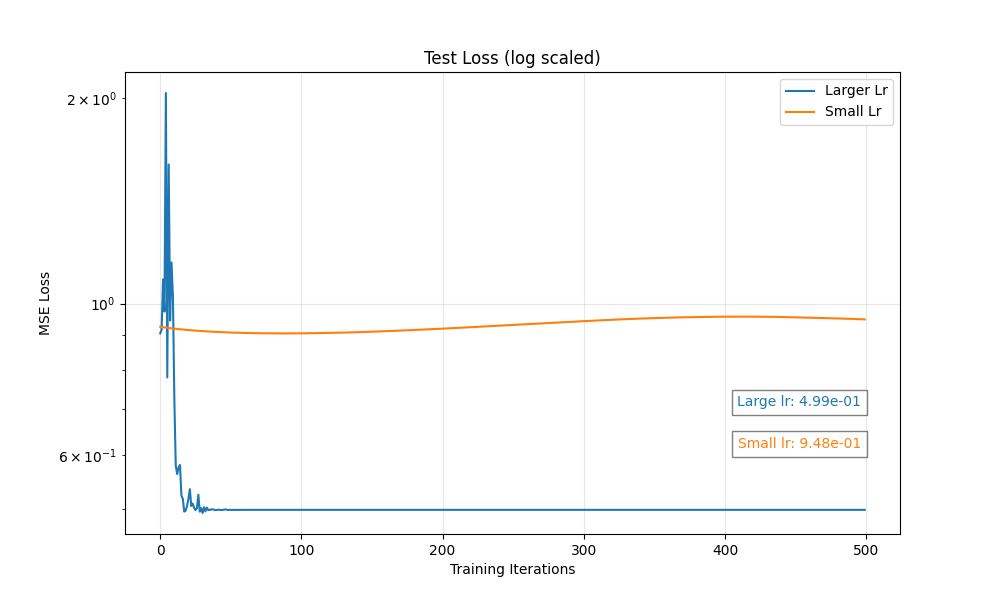 Test Loss (log scaled)
Larger Lr
Small Lr
MSE Loss
2 × 10⁰
10⁰
6 × 10⁻¹
Large lr: 4.99e-01
Small lr: 9.48e-01
0 100 200 300 400 500
Training Iterations